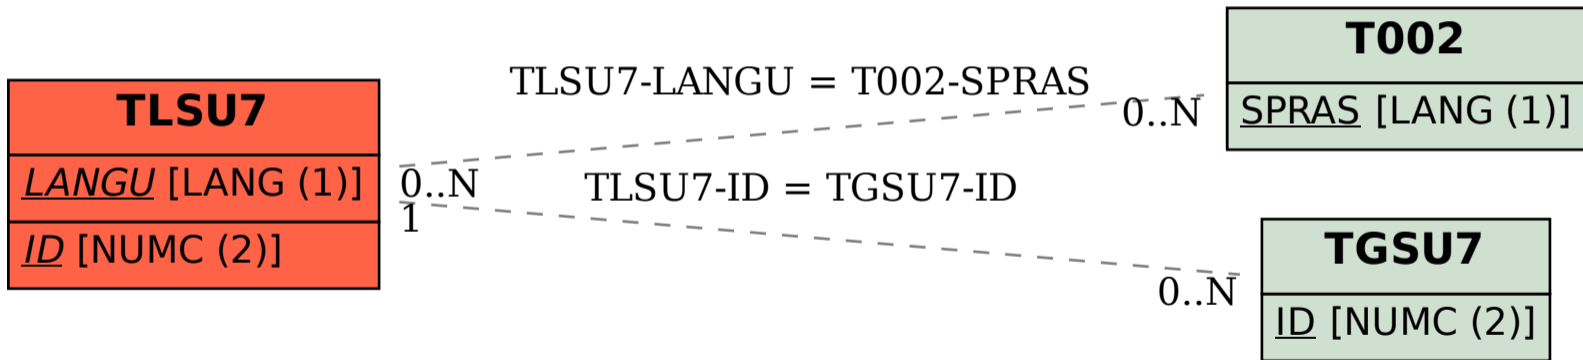 TLSU7
LANGU [LANG (1)]
ID [NUMC (2)]
TLSU7-LANGU = T002-SPRAS
0..N
0..N
TLSU7-ID = TGSU7-ID
1
0..N
T002
SPRAS [LANG (1)]
TGSU7
ID [NUMC (2)]